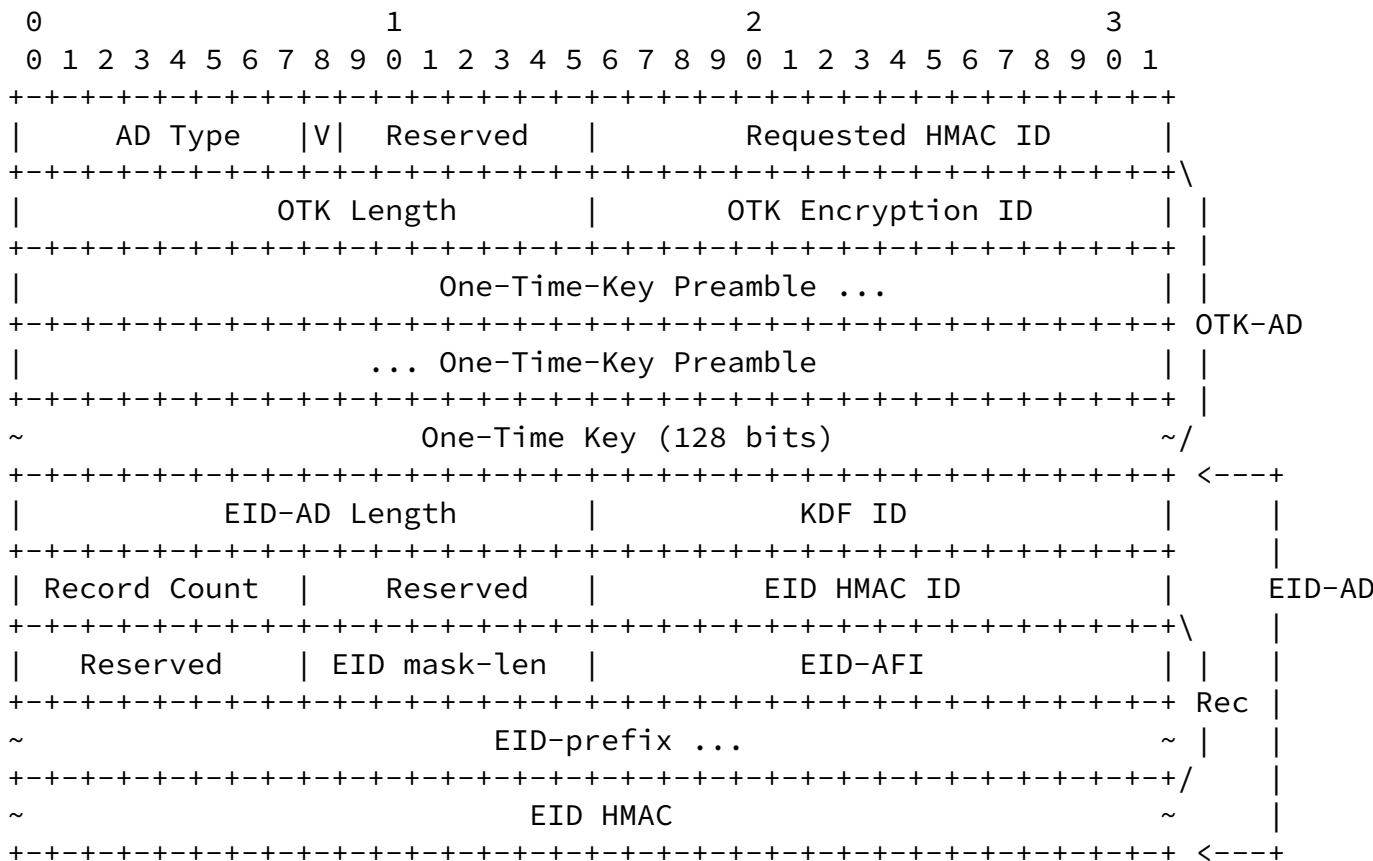 0                   1                   2                   3
 0 1 2 3 4 5 6 7 8 9 0 1 2 3 4 5 6 7 8 9 0 1 2 3 4 5 6 7 8 9 0 1
+-+-+-+-+-+-+-+-+-+-+-+-+-+-+-+-+-+-+-+-+-+-+-+-+-+-+-+-+-+-+-+-+
|    AD Type    |V|  Reserved   |        Requested HMAC ID      |
+-+-+-+-+-+-+-+-+-+-+-+-+-+-+-+-+-+-+-+-+-+-+-+-+-+-+-+-+-+-+-+-+\
|              OTK Length       |       OTK Encryption ID       | |
+-+-+-+-+-+-+-+-+-+-+-+-+-+-+-+-+-+-+-+-+-+-+-+-+-+-+-+-+-+-+-+-+ |
|                       One-Time-Key Preamble ...               | |
+-+-+-+-+-+-+-+-+-+-+-+-+-+-+-+-+-+-+-+-+-+-+-+-+-+-+-+-+-+-+-+-+ OTK-AD
|                   ... One-Time-Key Preamble                   | |
+-+-+-+-+-+-+-+-+-+-+-+-+-+-+-+-+-+-+-+-+-+-+-+-+-+-+-+-+-+-+-+-+ |
~                      One-Time Key (128 bits)                  ~/
+-+-+-+-+-+-+-+-+-+-+-+-+-+-+-+-+-+-+-+-+-+-+-+-+-+-+-+-+-+-+-+-+ <---+
|           EID-AD Length       |           KDF ID              |     |
+-+-+-+-+-+-+-+-+-+-+-+-+-+-+-+-+-+-+-+-+-+-+-+-+-+-+-+-+-+-+-+-+     |
| Record Count  |    Reserved   |         EID HMAC ID           |     EID-AD
+-+-+-+-+-+-+-+-+-+-+-+-+-+-+-+-+-+-+-+-+-+-+-+-+-+-+-+-+-+-+-+-+\    |
|   Reserved    | EID mask-len  |           EID-AFI             | |   |
+-+-+-+-+-+-+-+-+-+-+-+-+-+-+-+-+-+-+-+-+-+-+-+-+-+-+-+-+-+-+-+-+ Rec |
~                          EID-prefix ...                       ~ |   |
+-+-+-+-+-+-+-+-+-+-+-+-+-+-+-+-+-+-+-+-+-+-+-+-+-+-+-+-+-+-+-+-+/    |
~                            EID HMAC                           ~     |
+-+-+-+-+-+-+-+-+-+-+-+-+-+-+-+-+-+-+-+-+-+-+-+-+-+-+-+-+-+-+-+-+ <---+